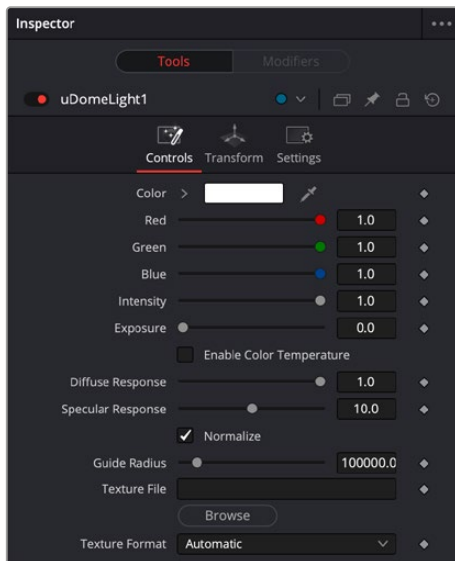 Inspector
Tools Modifiers
uDomeLight1
Controls Transform Settings
Color
Red 1.0
Green 1.0
Blue 1.0
Intensity 1.0
Exposure 0.0
Enable Color Temperature
Diffuse Response 1.0
Specular Response 10.0
Normalize
Guide Radius 100000.0
Texture File
Browse
Texture Format Automatic